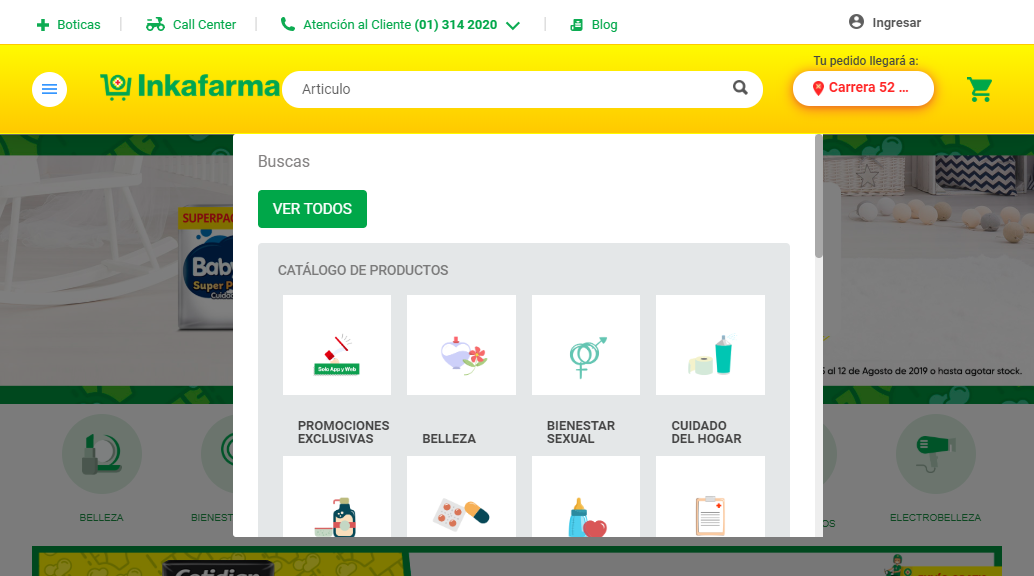 Boticas
Call Center
Atención al Cliente (01) 314 2020
Blog
Ingresar
Inkafarma
Articulo
Tu pedido llegará a:
Carrera 52 ...
Buscas
VER TODOS
CATÁLOGO DE PRODUCTOS
SUPERPA
Baby
Super P
Cuidad
Solo App y Web
PROMOCIONES
EXCLUSIVAS
BELLEZA
BIENESTAR
SEXUAL
CUIDADO
DEL HOGAR
5 al 12 de Agosto de 2019 o hasta agotar stock.
BELLEZA
BIENEST
OS
ELECTROBELLEZA
Cotidian